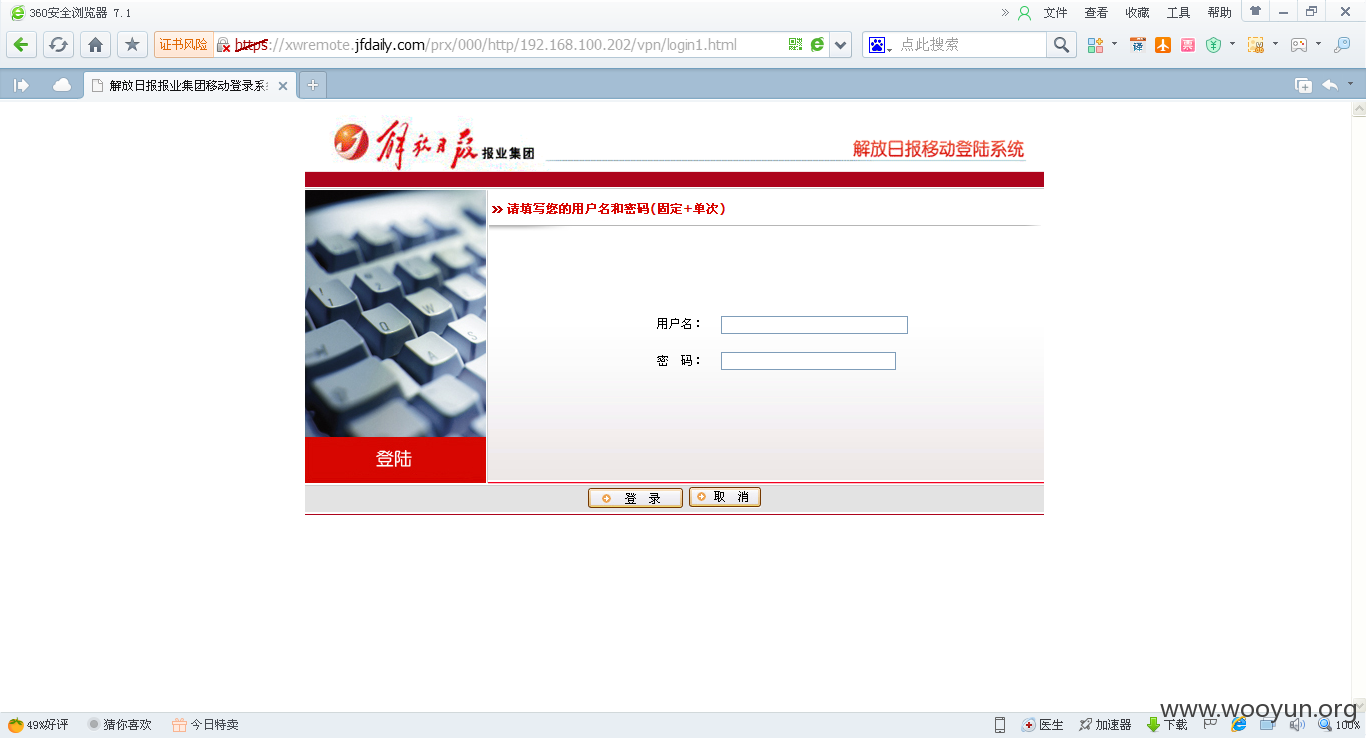 360安全浏览器 7.1
文件 查看 收藏 工具 帮助
证书风险 https://xwremote.jfdaily.com/prx/000/http/192.168.100.202/vpn/login1.html
点此搜索
译
票
解放日报报业集团移动登录系
解放日报 报业集团
解放日报移动登陆系统
请填写您的用户名和密码(固定+单次)
用户名：
密 码：
登陆
登 录
取 消
www.wooyun.org
49%好评 猜你喜欢 今日特卖 医生 加速器 下载 100%